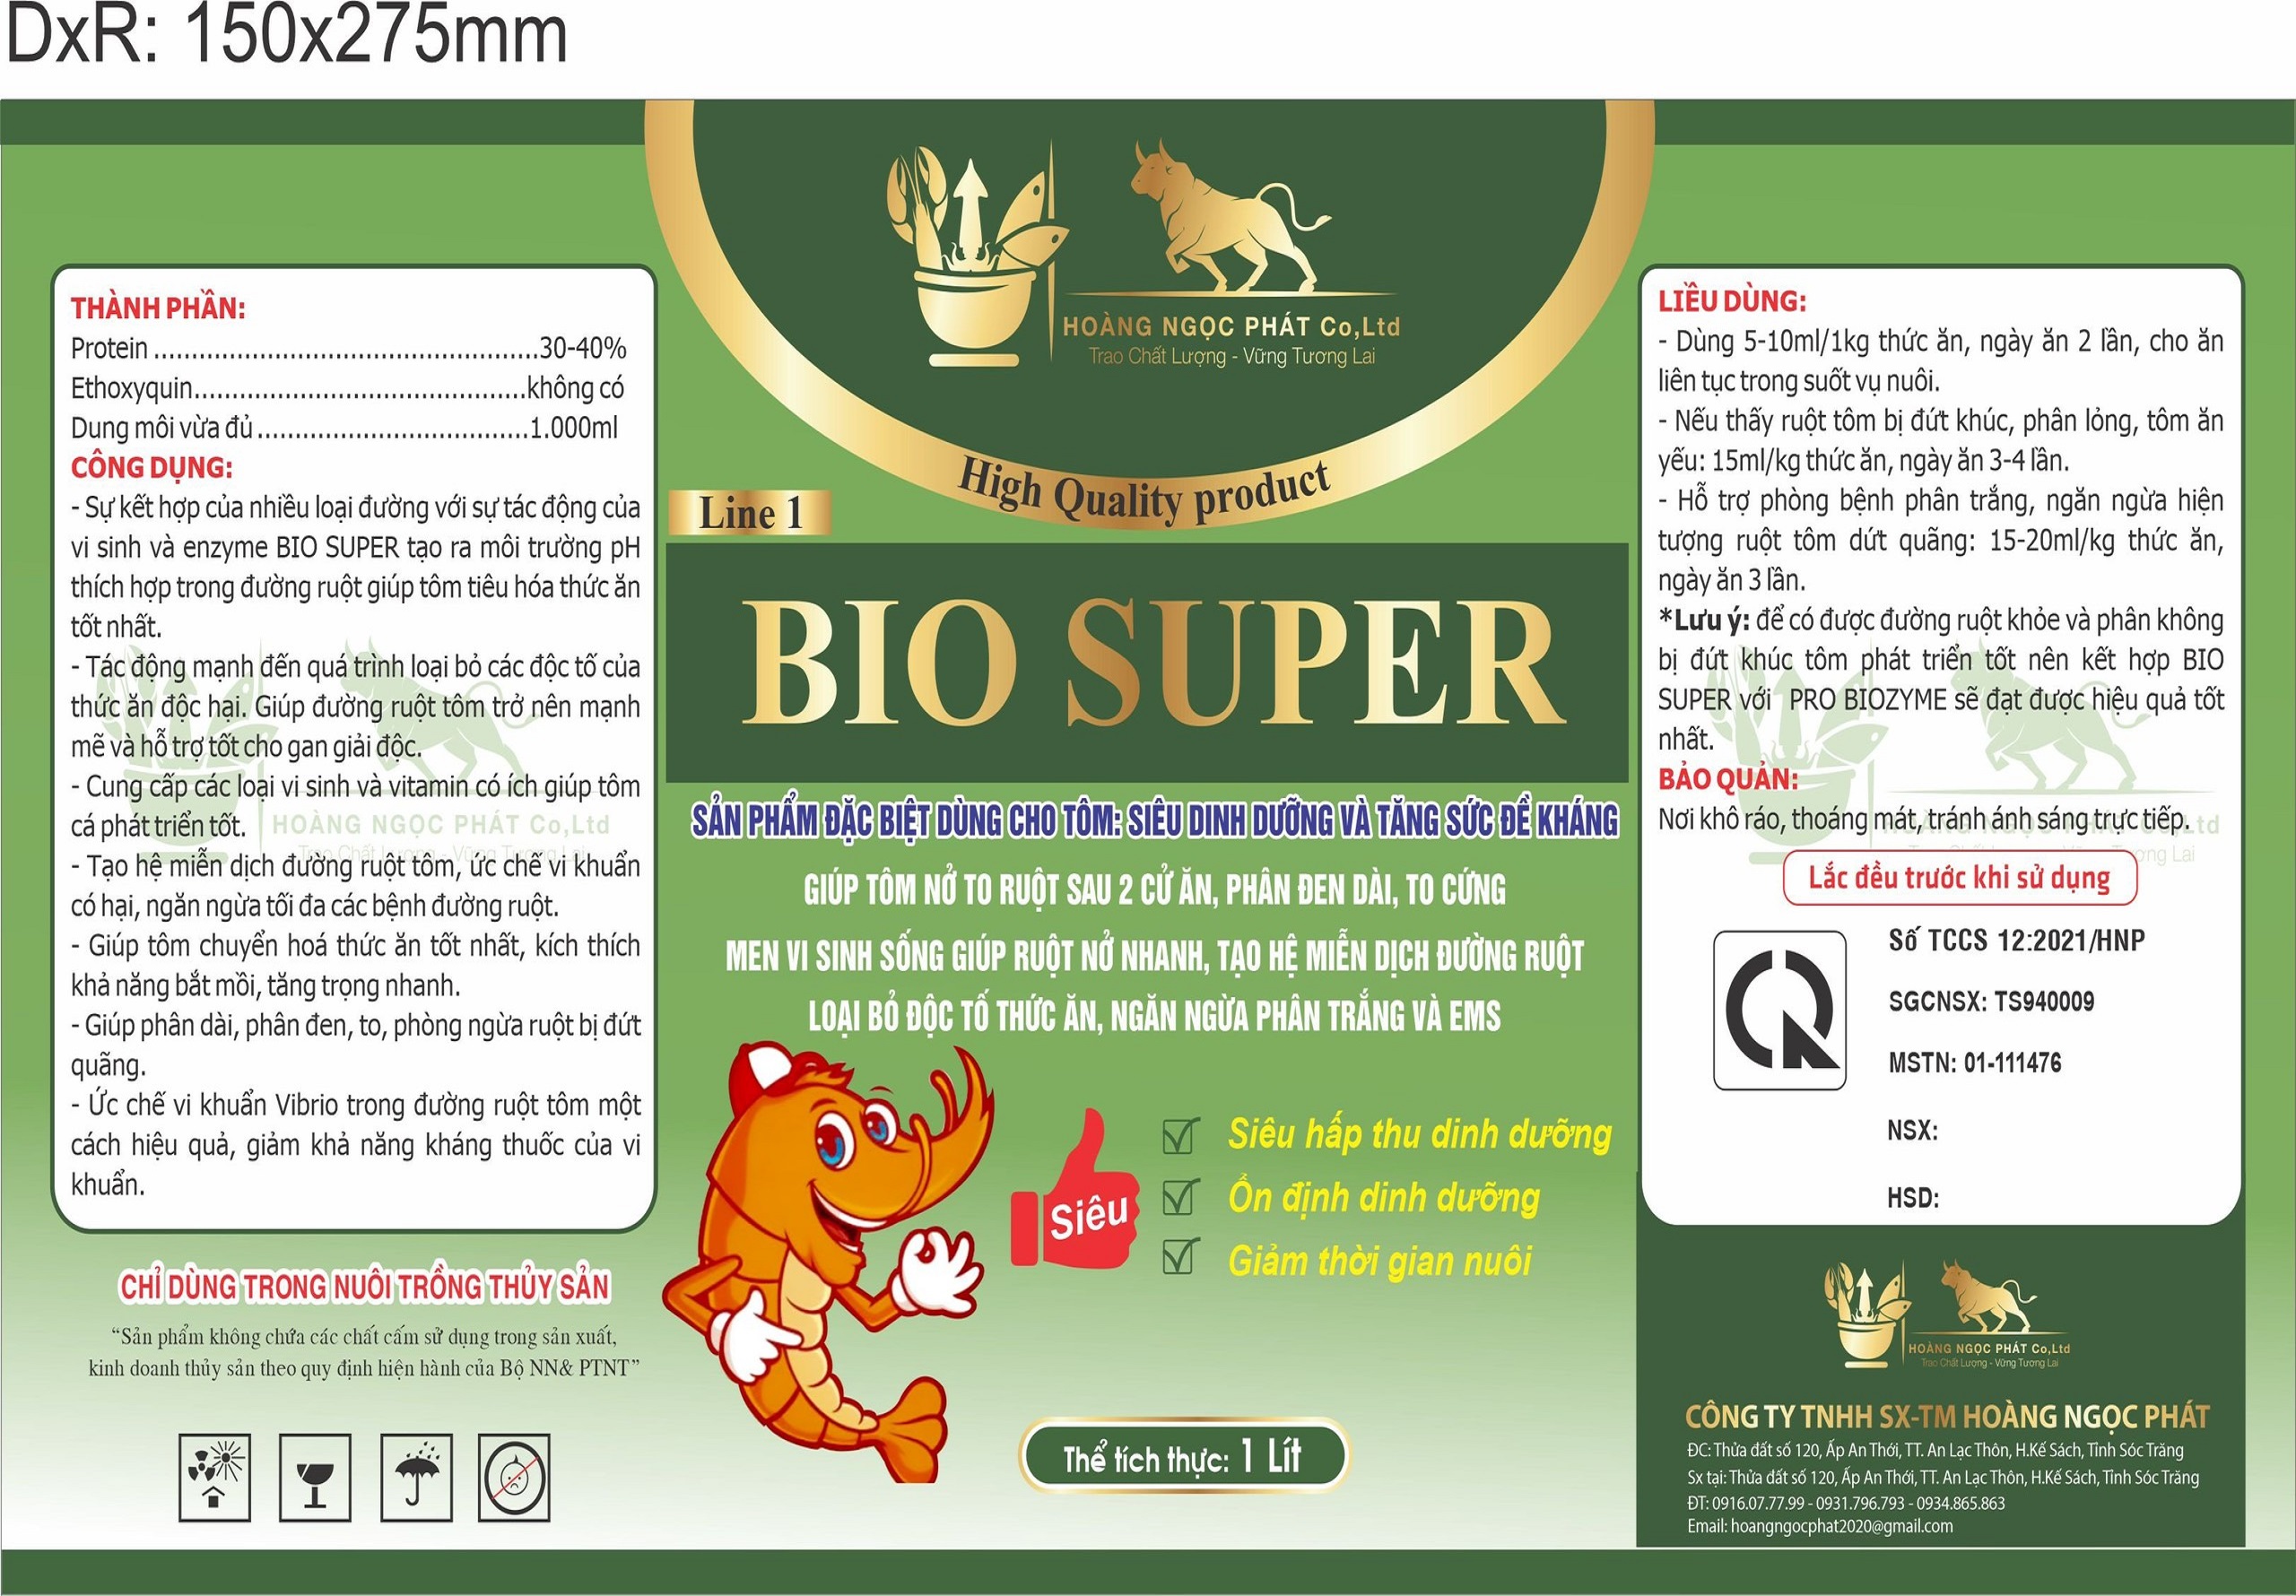 DxR: 150x275mm
THÀNH PHẦN:
Protein ..................................................30-40%
Ethoxyquin...........................................không có
Dung môi vừa đủ ...................................1.000ml
CÔNG DỤNG:
- Sự kết hợp của nhiều loại đường với sự tác động của
vi sinh và enzyme BIO SUPER tạo ra môi trường pH
thích hợp trong đường ruột giúp tôm tiêu hóa thức ăn
tốt nhất.
- Tác động mạnh đến quá trình loại bỏ các độc tố của
thức ăn độc hại. Giúp đường ruột tôm trở nên mạnh
mẽ và hỗ trợ tốt cho gan giải độc.
- Cung cấp các loại vi sinh và vitamin có ích giúp tôm
cá phát triển tốt.
HOÀNG NGỌC PHÁT Co,Ltd
Trao Chất Lượng - Vững Tương Lai
- Tạo hệ miễn dịch đường ruột tôm, ức chế vi khuẩn
có hại, ngăn ngừa tối đa các bệnh đường ruột.
- Giúp tôm chuyển hoá thức ăn tốt nhất, kích thích
khả năng bắt mồi, tăng trọng nhanh.
- Giúp phân dài, phân đen, to, phòng ngừa ruột bị đứt
quãng.
- Ức chế vi khuẩn Vibrio trong đường ruột tôm một
cách hiệu quả, giảm khả năng kháng thuốc của vi
khuẩn.
CHỈ DÙNG TRONG NUÔI TRỒNG THỦY SẢN
“Sản phẩm không chứa các chất cấm sử dụng trong sản xuất,
kinh doanh thủy sản theo quy định hiện hành của Bộ NN& PTNT”
HOÀNG NGỌC PHÁT Co,Ltd
Trao Chất Lượng - Vững Tương Lai
High Quality product
Line 1
BIO SUPER
SẢN PHẨM ĐẶC BIỆT DÙNG CHO TÔM: SIÊU DINH DƯỠNG VÀ TĂNG SỨC ĐỀ KHÁNG
GIÚP TÔM NỞ TO RUỘT SAU 2 CỬ ĂN, PHÂN ĐEN DÀI, TO CỨNG
MEN VI SINH SỐNG GIÚP RUỘT NỞ NHANH, TẠO HỆ MIỄN DỊCH ĐƯỜNG RUỘT
LOẠI BỎ ĐỘC TỐ THỨC ĂN, NGĂN NGỪA PHÂN TRẮNG VÀ EMS
Siêu
Siêu hấp thu dinh dưỡng
Ổn định dinh dưỡng
Giảm thời gian nuôi
Thể tích thực: 1 Lít
LIỀU DÙNG:
- Dùng 5-10ml/1kg thức ăn, ngày ăn 2 lần, cho ăn
liên tục trong suốt vụ nuôi.
- Nếu thấy ruột tôm bị đứt khúc, phân lỏng, tôm ăn
yếu: 15ml/kg thức ăn, ngày ăn 3-4 lần.
- Hỗ trợ phòng bệnh phân trắng, ngăn ngừa hiện
tượng ruột tôm dứt quãng: 15-20ml/kg thức ăn,
ngày ăn 3 lần.
*Lưu ý: để có được đường ruột khỏe và phân không
bị đứt khúc tôm phát triển tốt nên kết hợp BIO
SUPER với PRO BIOZYME sẽ đạt được hiệu quả tốt
nhất.
BẢO QUẢN:
Nơi khô ráo, thoáng mát, tránh ánh sáng trực tiếp.
Lắc đều trước khi sử dụng
Số TCCS 12:2021/HNP
SGCNSX: TS940009
MSTN: 01-111476
NSX:
HSD:
HOÀNG NGỌC PHÁT Co,Ltd
Trao Chất Lượng - Vững Tương Lai
CÔNG TY TNHH SX-TM HOÀNG NGỌC PHÁT
ĐC: Thửa đất số 120, Ấp An Thới, TT. An Lạc Thôn, H.Kế Sách, Tỉnh Sóc Trăng
Sx tại: Thửa đất số 120, Ấp An Thới, TT. An Lạc Thôn, H.Kế Sách, Tỉnh Sóc Trăng
ĐT: 0916.07.77.99 - 0931.796.793 - 0934.865.863
Email: hoangngocphat2020@gmail.com